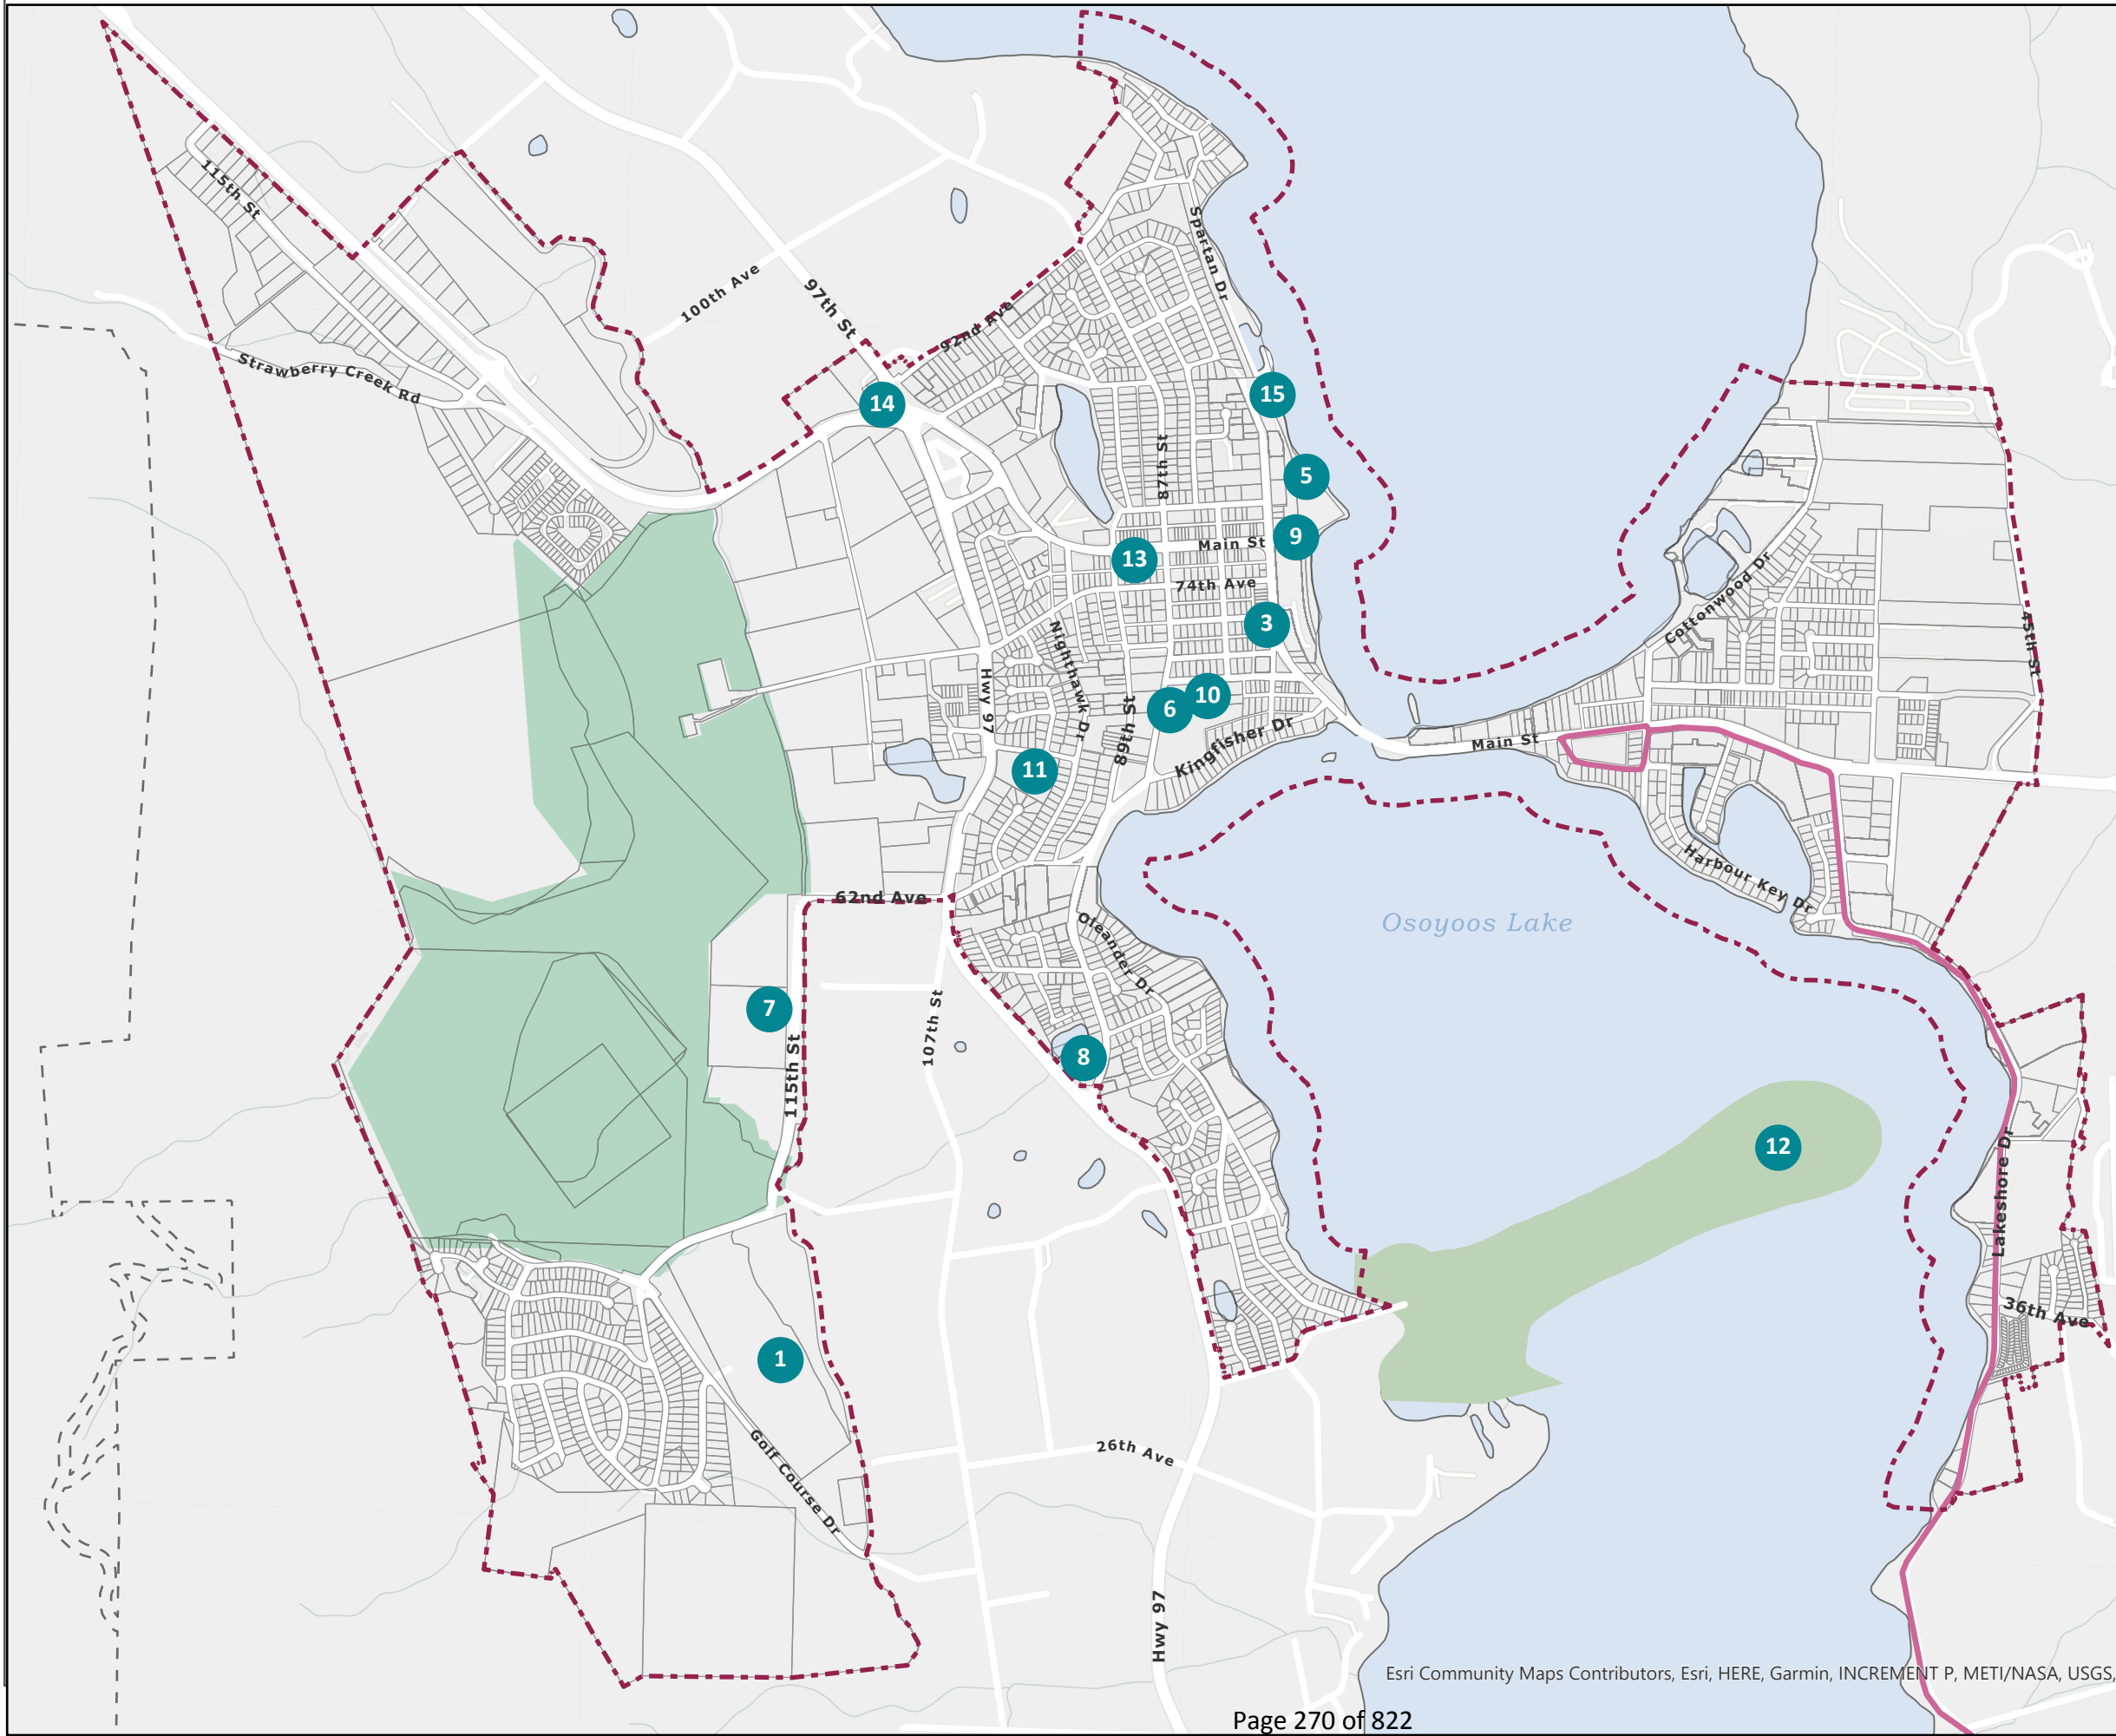 115th St
Spartan Dr
100th Ave
97th St
92nd Ave
Strawberry Creek Rd
14
15
87th St
5
9
Main St
13
74th Ave
Cottonwood Dr
3
45th St
Nighthawk Dr
Hwy 97
89th St
10
6
Kingfisher Dr
Main St
11
Harbour Key Dr
62nd Ave
Oleander Dr
Osoyoos Lake
7
107th St
115th St
8
12
Lakeshore Dr
36th Ave
1
Golf Course Dr
26th Ave
Hwy 97
Esri Community Maps Contributors, Esri, HERE, Garmin, INCREMENT P, METI/NASA, USGS,
Page 270 of 822